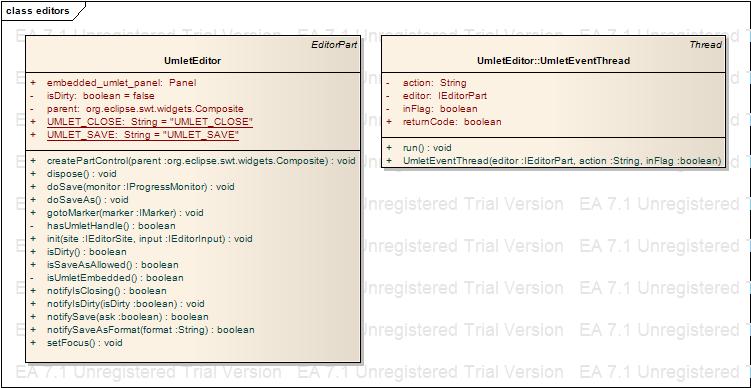 class editors
EA 7.1 Unregistered Trial Version EA 7.1 Unregistered Trial Version EA 7.1 Unregistered
EditorPart
UmletEditor
+ embedded_umlet_panel: Panel
- isDirty: boolean = false
- parent: org.eclipse.swt.widgets.Composite
+ UMLET_CLOSE: String = "UMLET_CLOSE"
+ UMLET_SAVE: String = "UMLET_SAVE"
+ createPartControl(parent :org.eclipse.swt.widgets.Composite) : void
+ dispose() : void
+ doSave(monitor :IProgressMonitor) : void
+ doSaveAs() : void
+ gotoMarker(marker :IMarker) : void
- hasUmletHandle() : boolean
+ init(site :IEditorSite, input :IEditorInput) : void
+ isDirty() : boolean
+ isSaveAsAllowed() : boolean
- isUmletEmbedded() : boolean
+ notifyIsClosing() : boolean
+ notifyIsDirty(isDirty :boolean) : void
+ notifySave(ask :boolean) : boolean
+ notifySaveAsFormat(format :String) : boolean
+ setFocus() : void
Thread
UmletEditor::UmletEventThread
- action: String
- editor: IEditorPart
- inFlag: boolean
+ returnCode: boolean
+ run() : void
+ UmletEventThread(editor :IEditorPart, action :String, inFlag :boolean)
Unregistered Trial Version EA 7.1 Unregistered
Unregistered Trial Version EA 7.1 Unregistered
Unregistered Trial Version EA 7.1 Unregistered
Unregistered Trial Version EA 7.1 Unregistered
EA 7.1 Unregistered Trial Version EA 7.1 Unregistered Trial Version EA 7.1 Unregistered